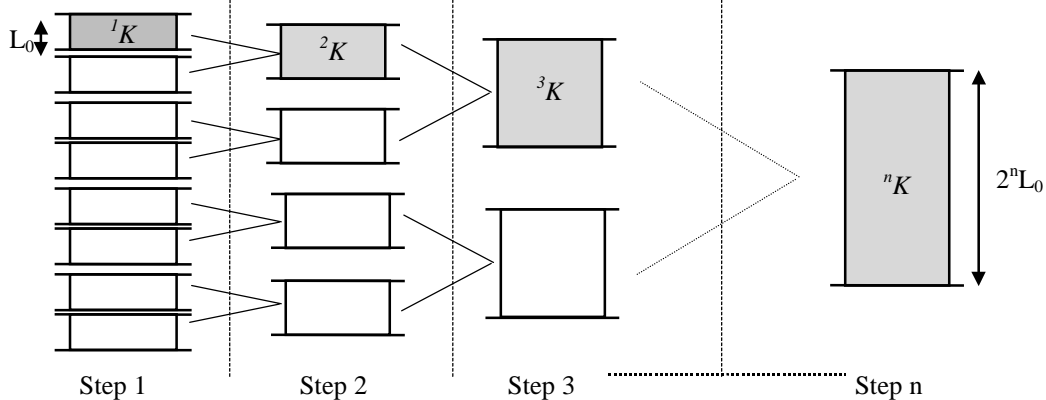 L₀
¹K
²K
³K
ⁿK
2ⁿL₀
Step 1
Step 2
Step 3
Step n